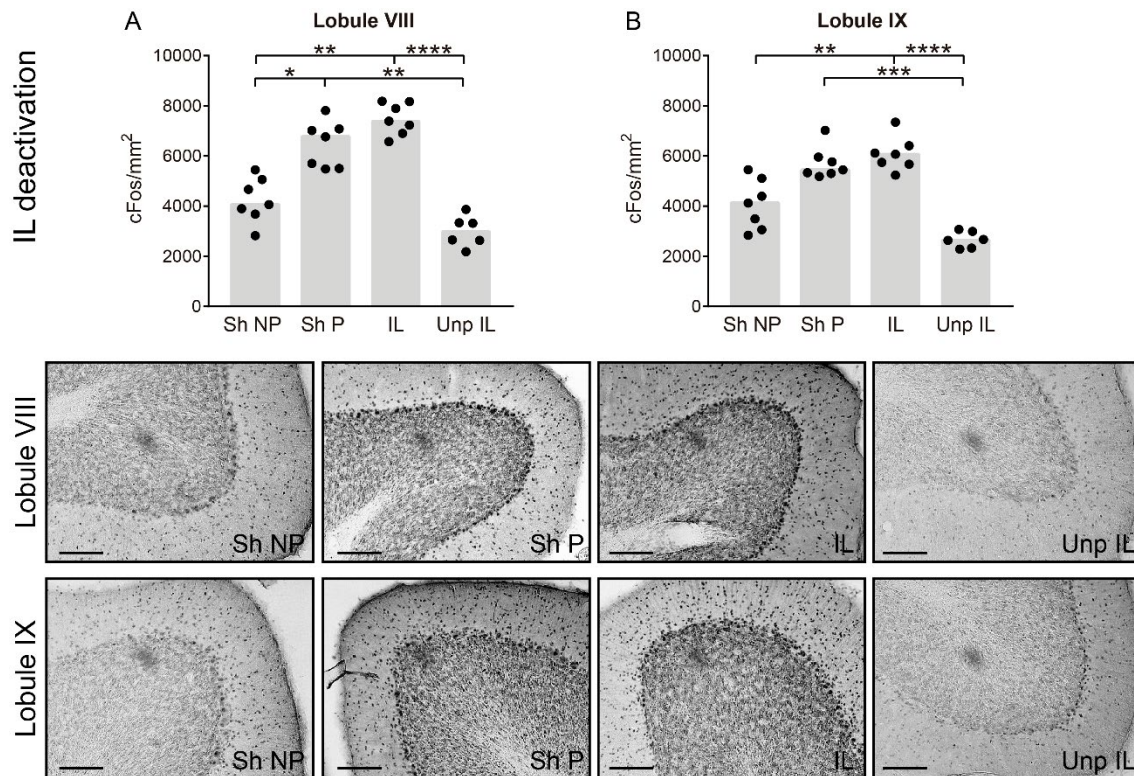 IL deactivation
A
Lobule VIII
cFos/mm²
10000
8000
6000
4000
2000
0
** ****
* **
Sh NP Sh P IL Unp IL
B
Lobule IX
cFos/mm²
10000
8000
6000
4000
2000
0
** ****
***
Sh NP Sh P IL Unp IL
Lobule VIII
Sh NP Sh P IL Unp IL
Lobule IX
Sh NP Sh P IL Unp IL